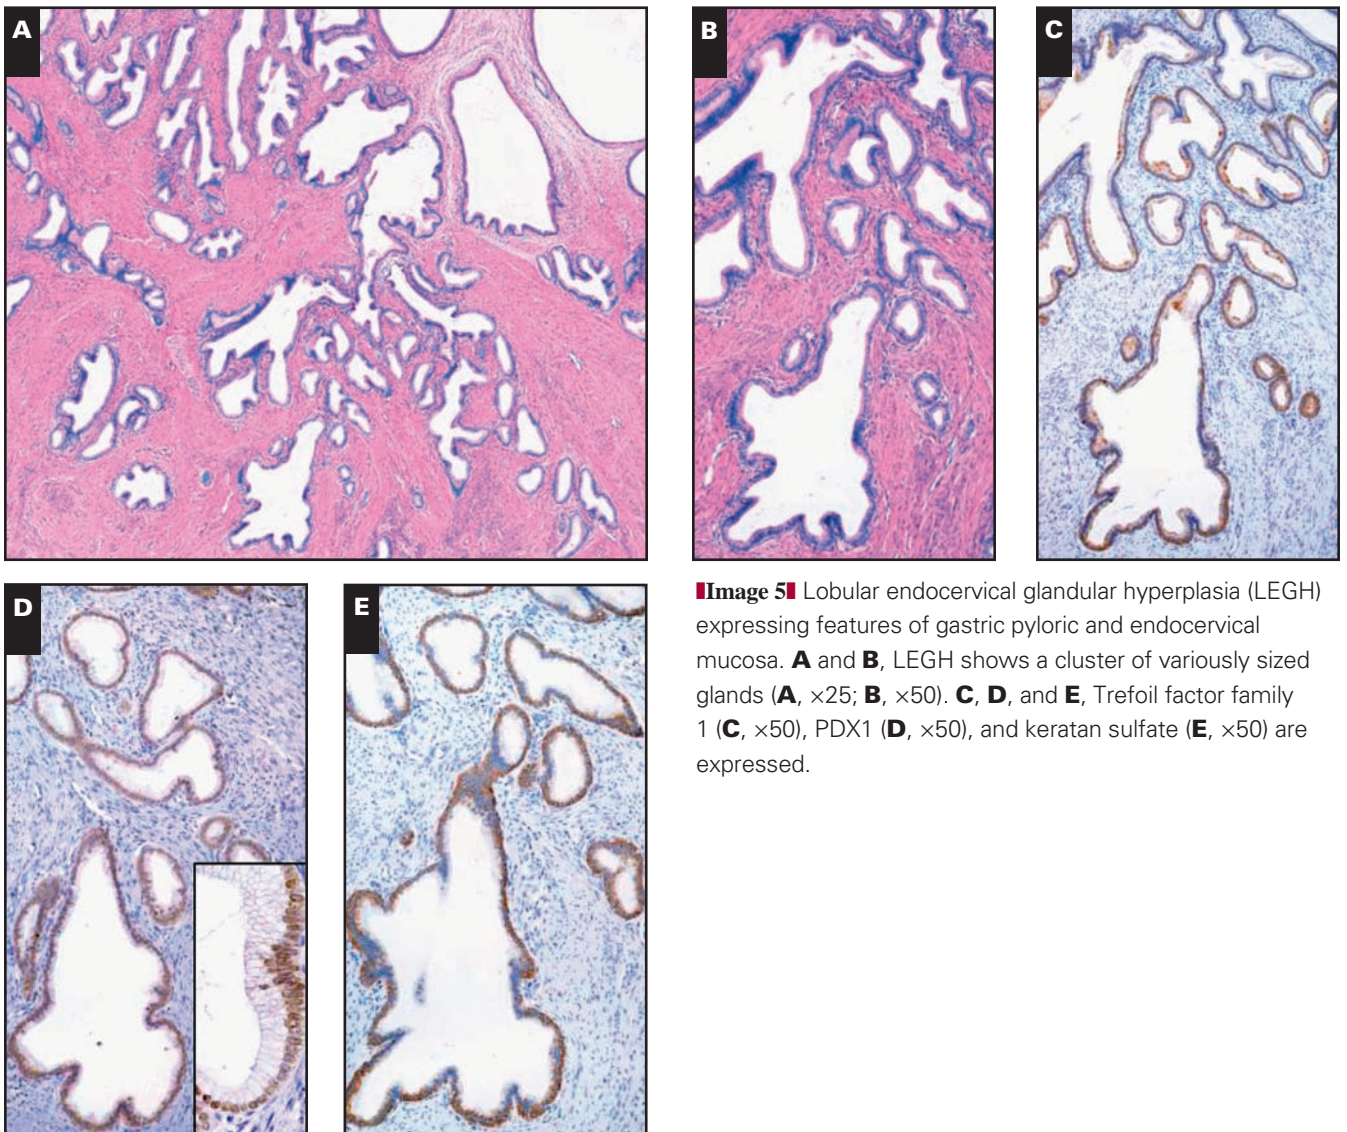 A
B
C
D
E
❚Image 5❚ Lobular endocervical glandular hyperplasia (LEGH)
expressing features of gastric pyloric and endocervical
mucosa. A and B, LEGH shows a cluster of variously sized
glands (A, ×25; B, ×50). C, D, and E, Trefoil factor family
1 (C, ×50), PDX1 (D, ×50), and keratan sulfate (E, ×50) are
expressed.